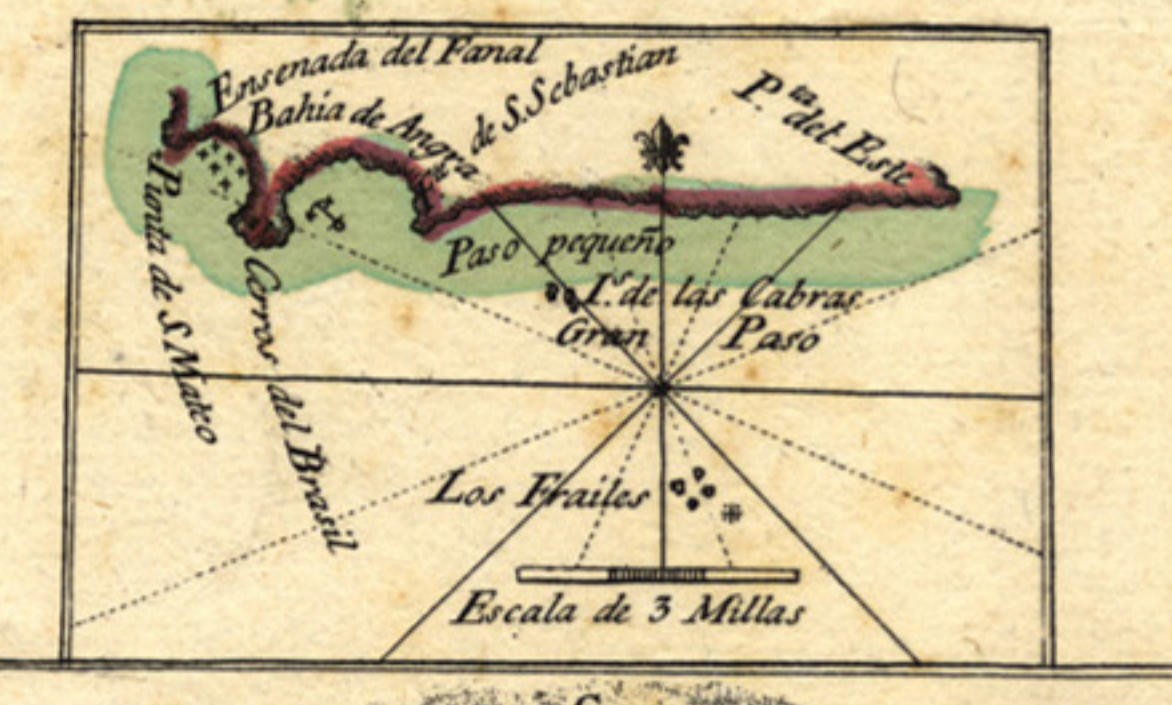 Ensenada del Fanal
Bahia de Angra
de S. Sebastian
P.ta del Este
Punta de S. Mateo
Cerros del Brasil
Paso pequeño
I.s de las Cabras
Gran Paso
Los Frailes
Escala de 3 Millas